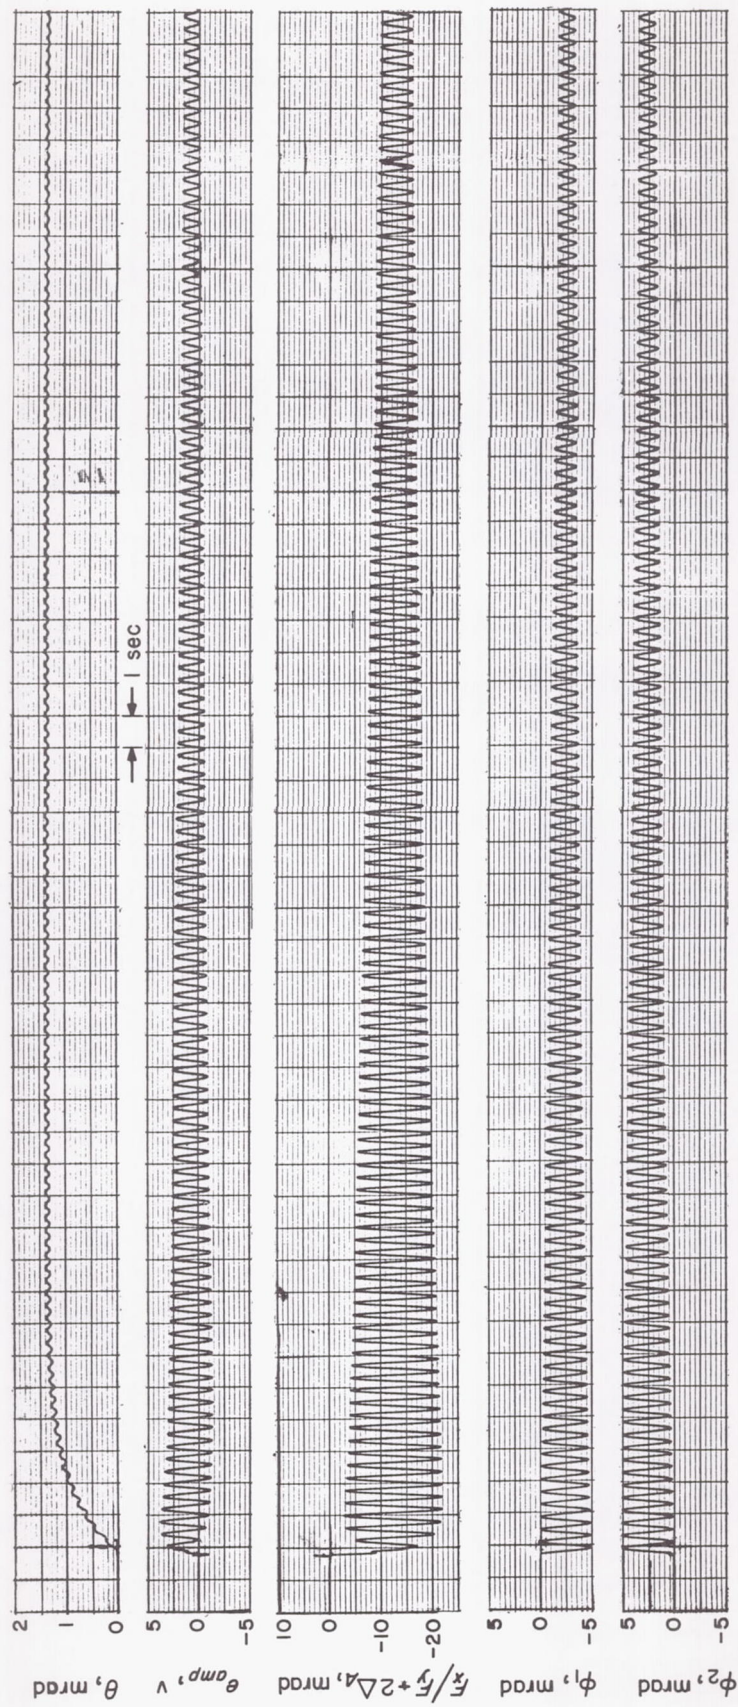 θ, mrad
2
1
0
1 sec
e_amp, v
5
0
-5
F_x/F_y + 2Δ_A, mrad
10
0
-10
-20
φ_1, mrad
5
0
-5
φ_2, mrad
5
0
-5